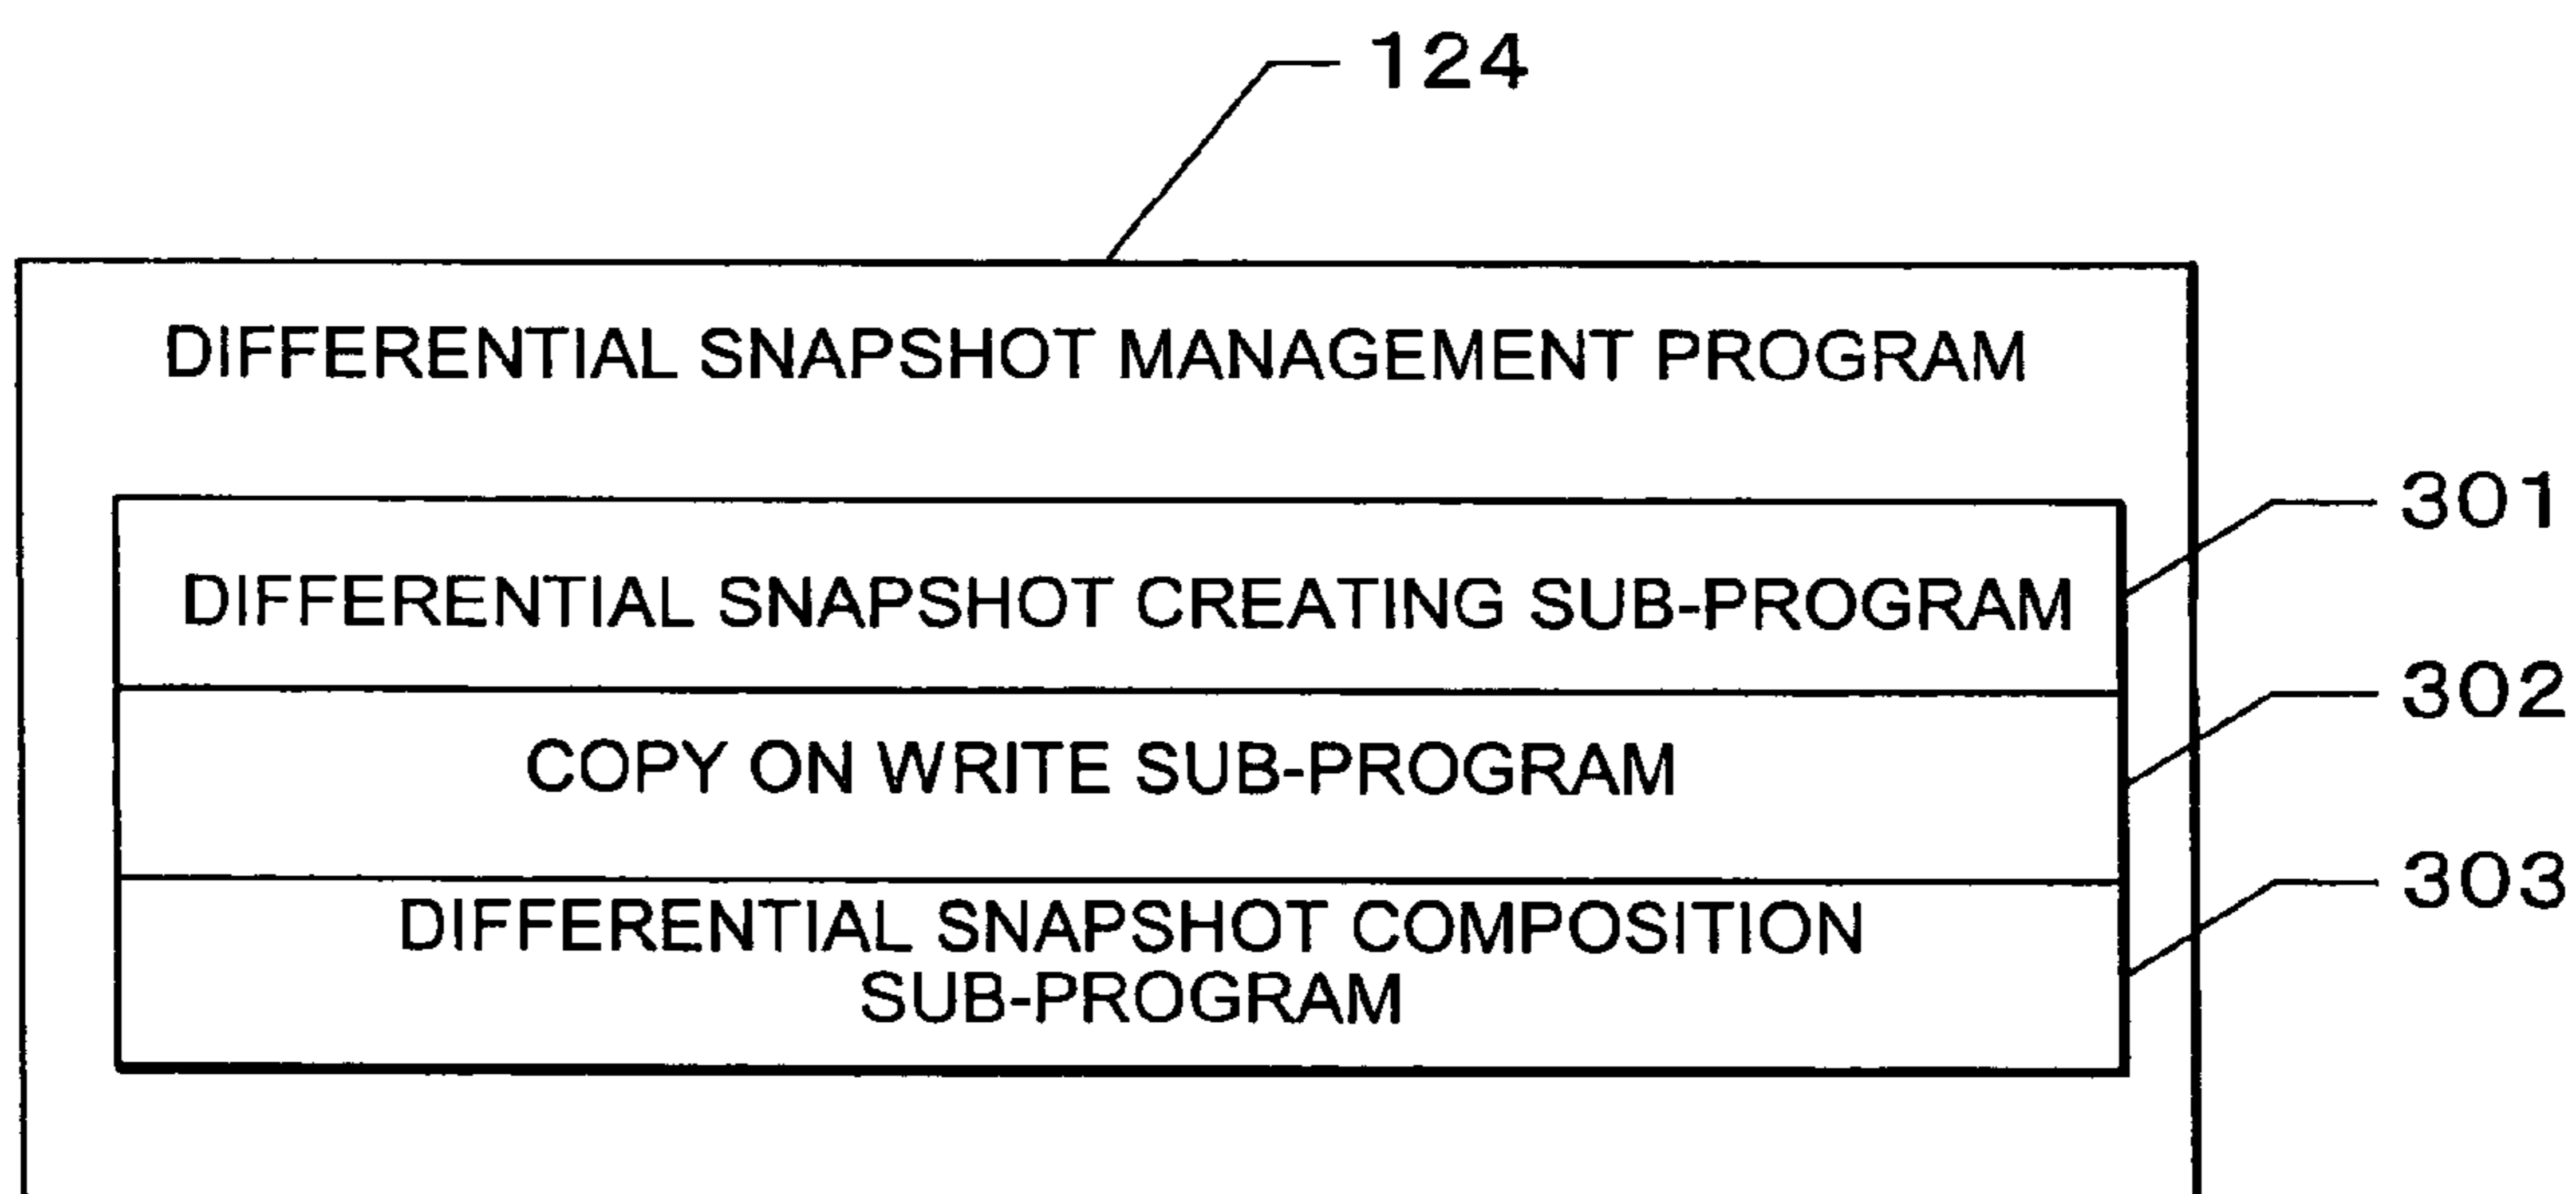 124
DIFFERENTIAL SNAPSHOT MANAGEMENT PROGRAM
301
DIFFERENTIAL SNAPSHOT CREATING SUB-PROGRAM
302
COPY ON WRITE SUB-PROGRAM
303
DIFFERENTIAL SNAPSHOT COMPOSITION
SUB-PROGRAM